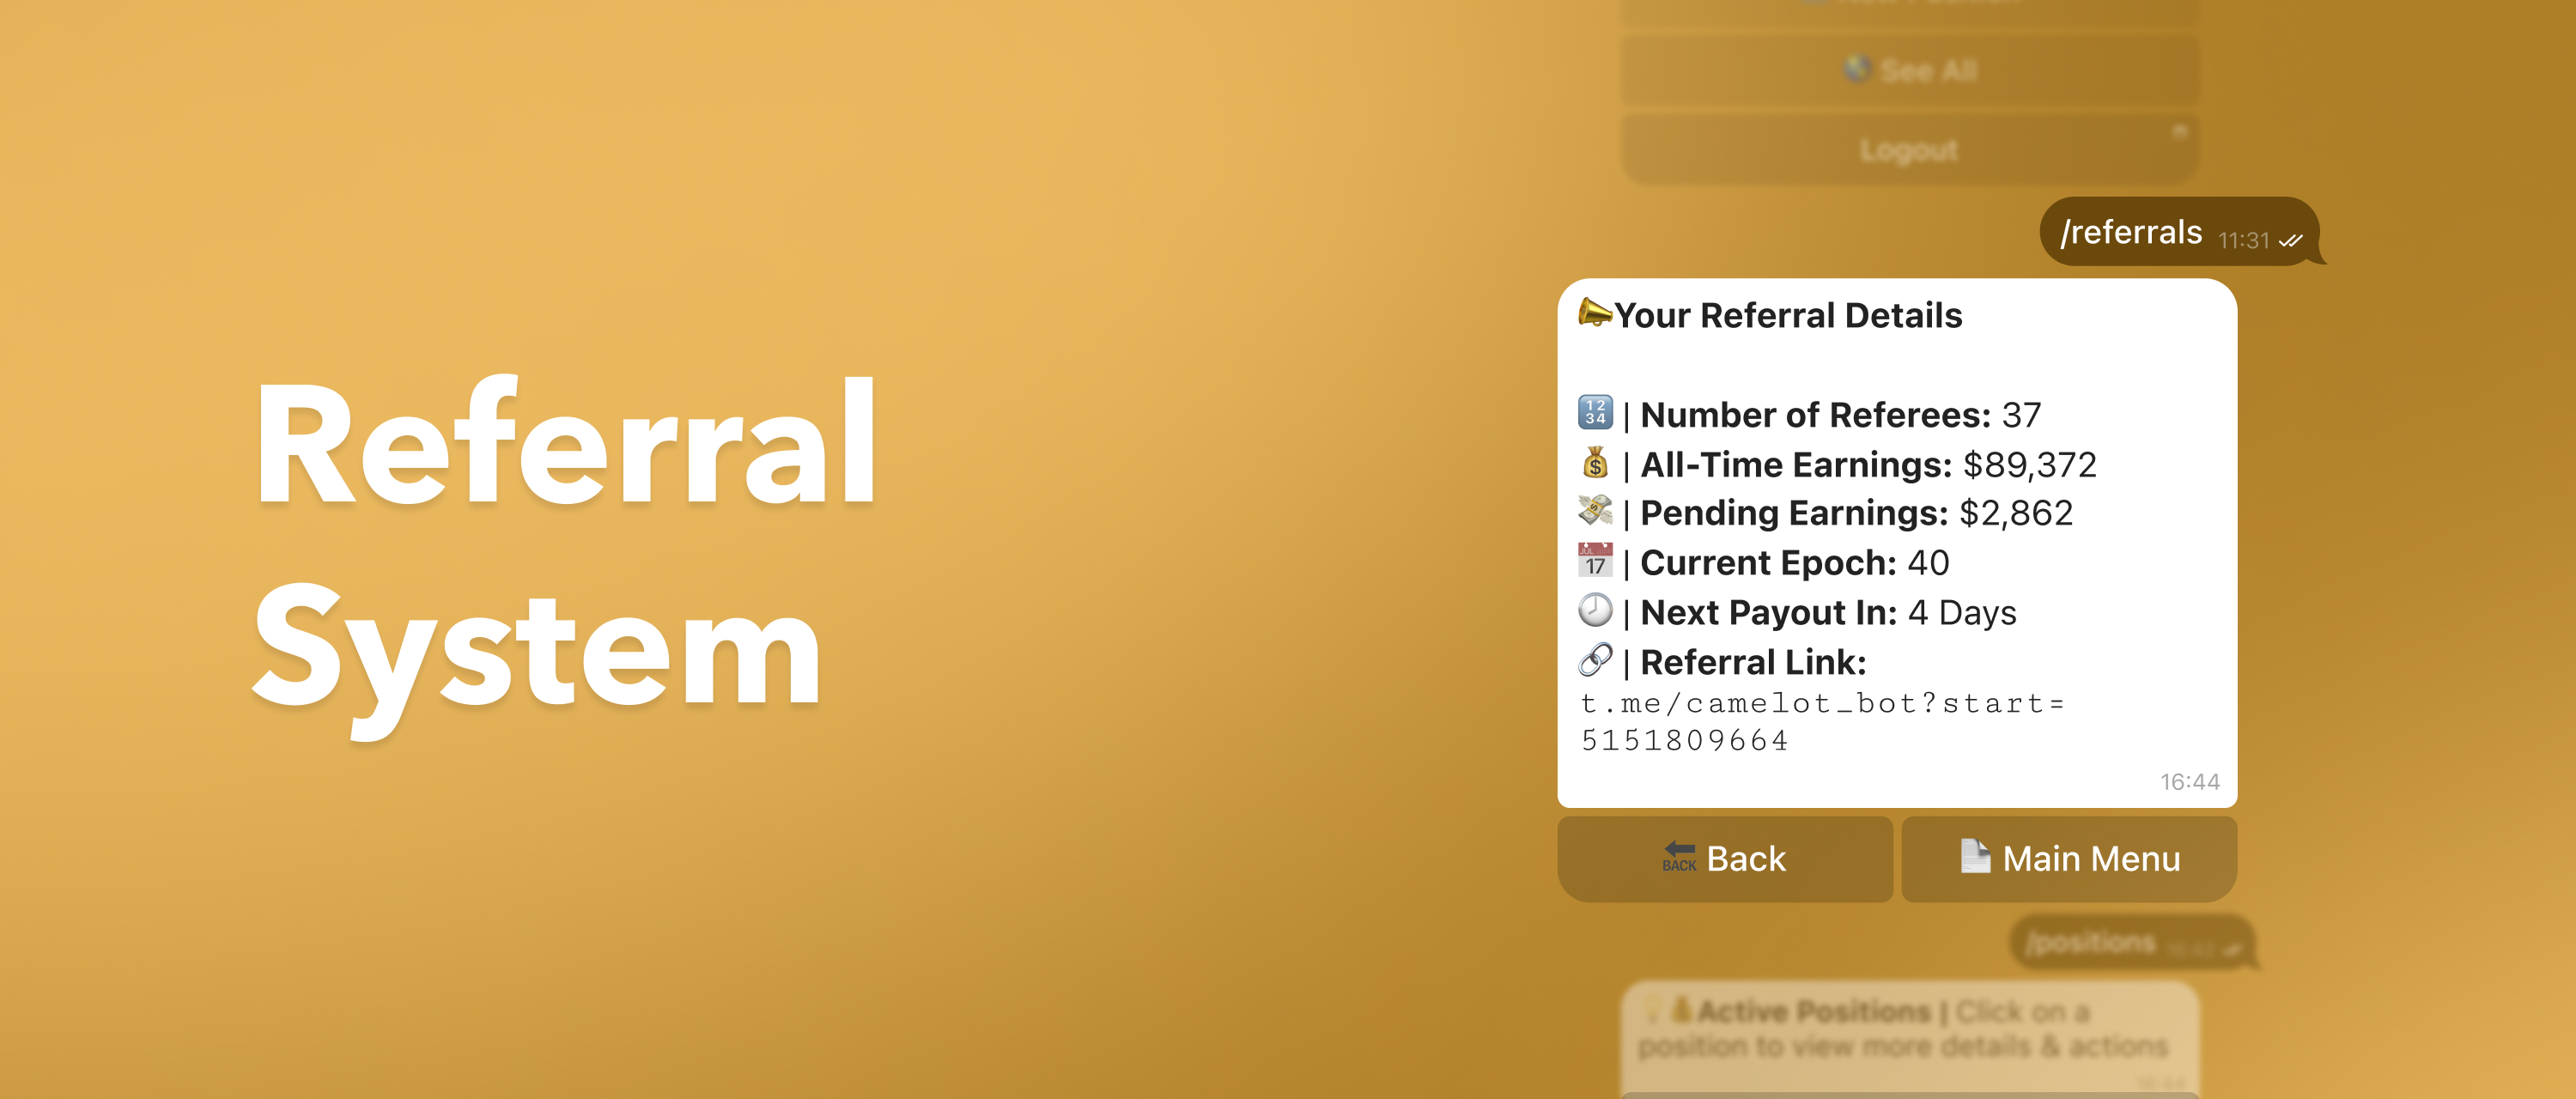 Referral
System
See All
Logout
/referrals 11:31
📣Your Referral Details
🔢 | Number of Referees: 37
💰 | All-Time Earnings: $89,372
💸 | Pending Earnings: $2,862
📅 | Current Epoch: 40
🕗 | Next Payout In: 4 Days
🔗 | Referral Link:
t.me/camelot_bot?start=
5151809664
16:44
🔙 Back
📄 Main Menu
/positions
Active Positions | Click on a
position to view more details & actions